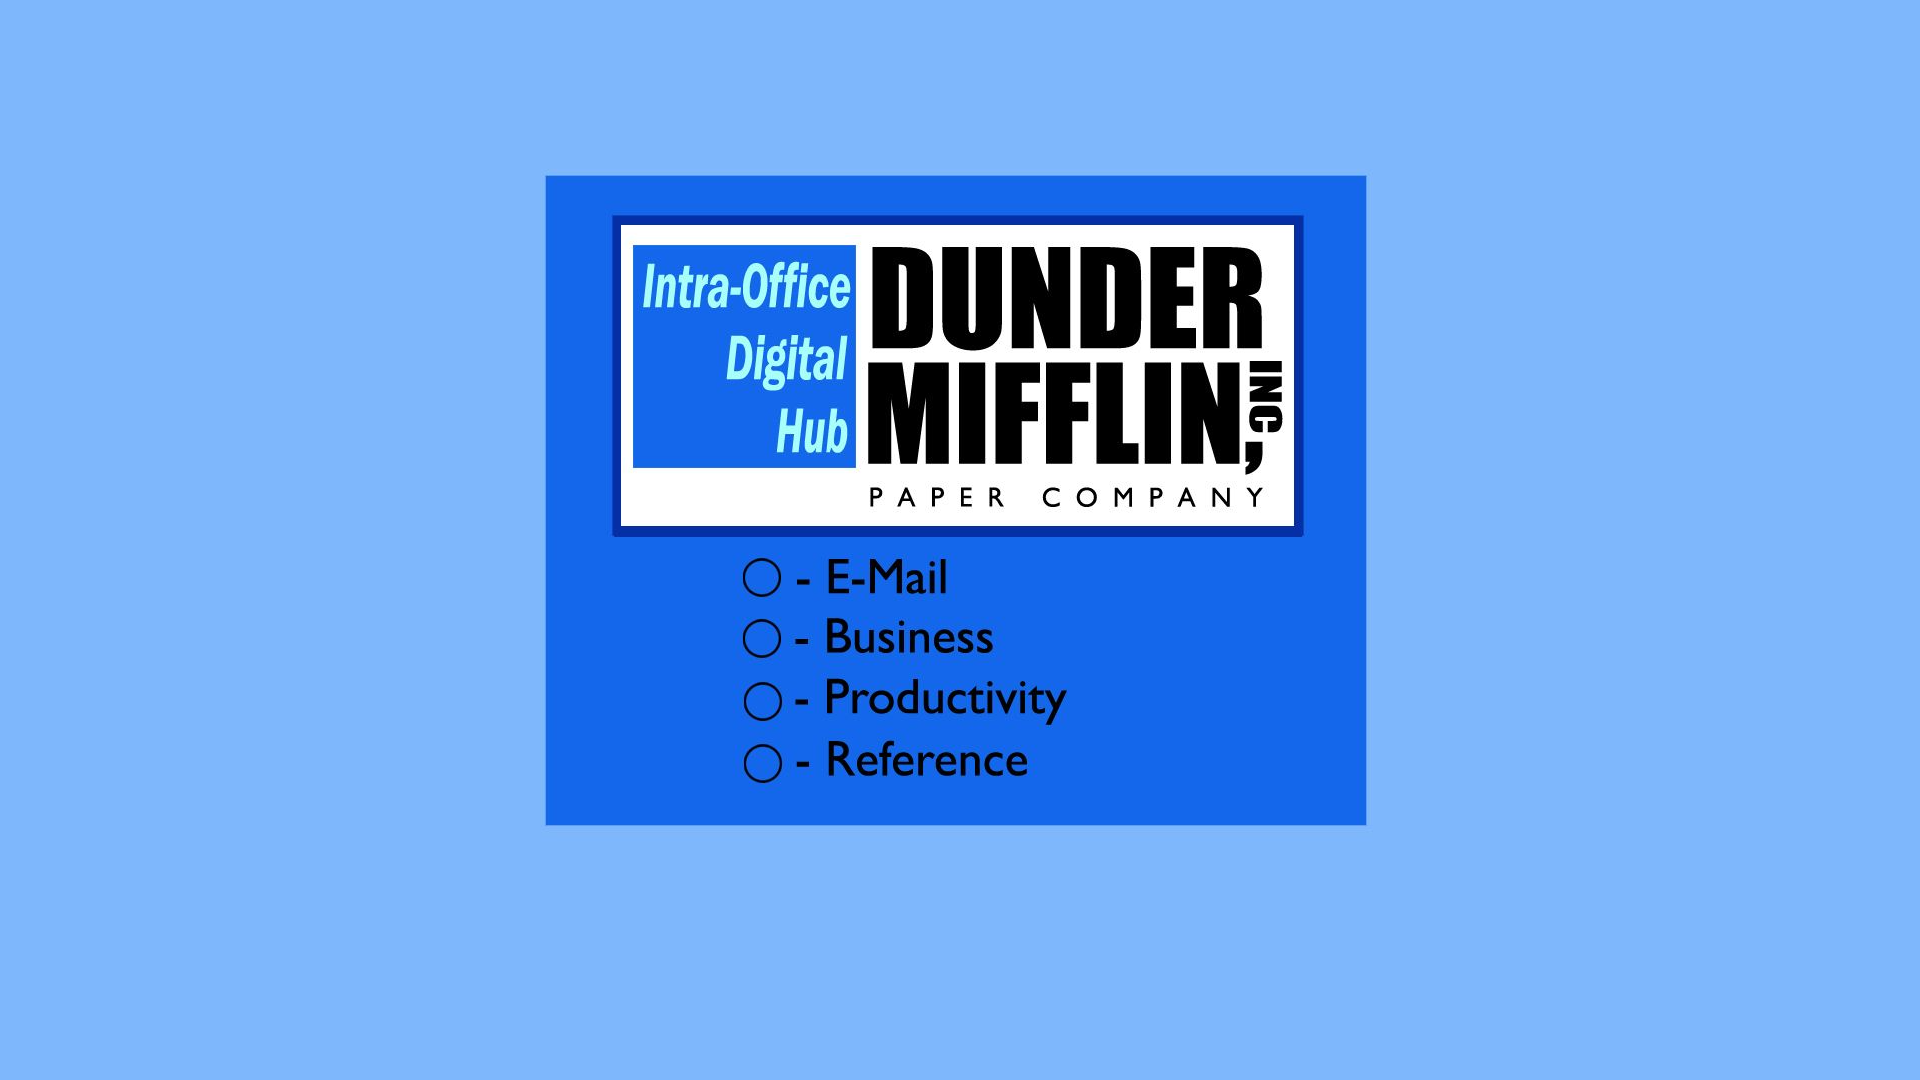 Intra-Office
Digital
Hub
DUNDER
MIFFLIN, INC
PAPER COMPANY
- E-Mail
- Business
- Productivity
- Reference